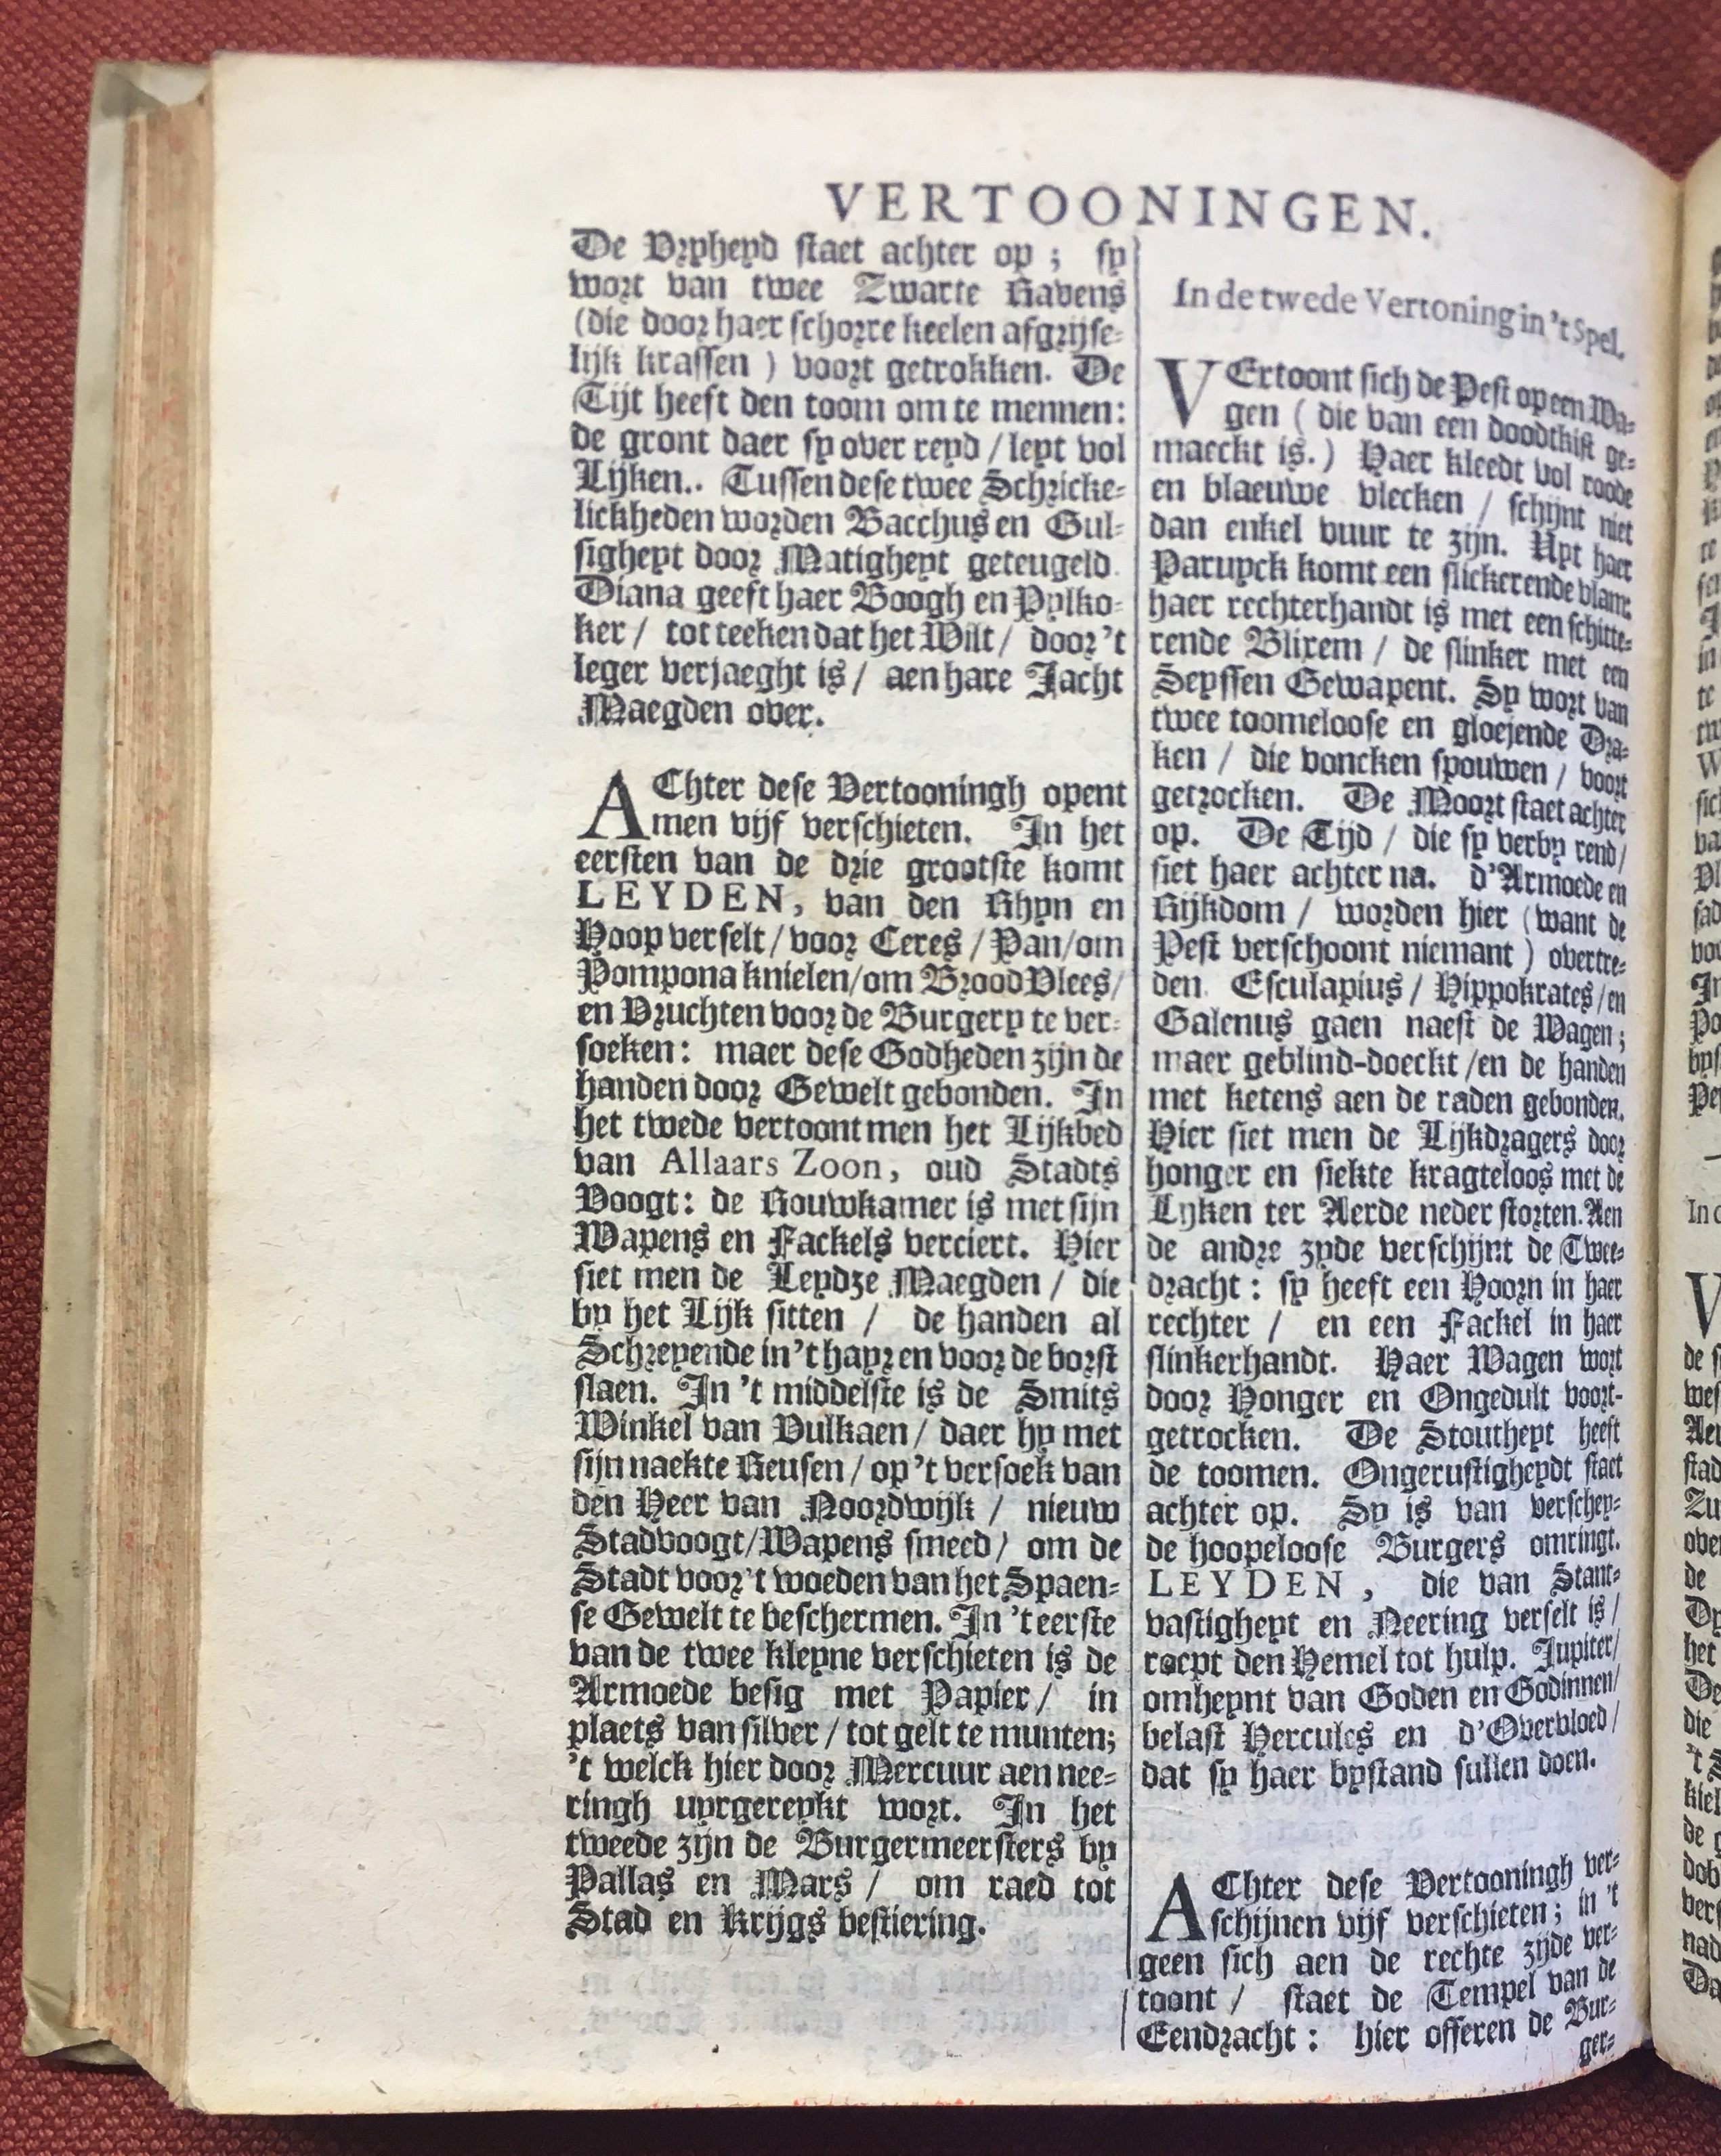 VERTOONINGEN.
De Vryheyd staet achter op ; sy
wort van twee Zwarte Ravens
(die door haer schorre keelen afgrijse-
lijk krassen ) voort getrokken. De
Tijt heeft den toom om te mennen:
de gront daer sy over reyd / leyt vol
Lijken.. Tussen dese twee Schricke-
lickheden worden Bacchus en Gul-
sigheyt door Matigheyt geteugeld.
Diana geeft haer Boogh en Pylko-
ker / tot teeken dat het Wilt / door 't
leger verjaeght is / aen hare Jacht
Maegden over.
AChter dese Vertooningh opent
men vijf verschieten. In het
eersten van de drie grootste komt
LEYDEN, van den Rhyn en
Hoop verselt / voor Ceres / Pan / om
Pompona knielen / om Brood Vlees /
en Vruchten voor de Burgery te ver-
soeken: maer dese Godheden zijn de
handen door Gewelt gebonden. In
het twede vertoont men het Lijkbed
van Allaars Zoon, oud Stadts
Voogt: de Rouwkamer is met sijn
Wapens en Fackels verciert. Hier
siet men de Leydze Maegden / die
by het Lijk sitten / de handen al
Schreyende in 't hayr en voor de borst
slaen. In 't middelste is de Smits
Winkel van Vulkaen / daer hy met
sijn naekte Reusen / op 't versoek van
den Heer van Noordwijk / nieuw
Stadvoogt / Wapens smeed / om de
Stadt voor 't woeden van het Spaen-
se Gewelt te beschermen. In 't eerste
van de twee kleyne verschieten is de
Armoede besig met Papier / in
plaets van silver / tot gelt te munten;
't welck hier door Mercuur aen nee-
ringh uyrgereykt wort. In het
tweede zijn de Burgermeersters by
Pallas en Mars / om raed tot
Stad en Krijgs bestiering.
In de twede Vertoning in 't Spel.
VErtoont sich de Pest op een Wa-
gen ( die van een doodtkist ge-
maeckt is.) Haer kleedt vol roode
en blaeuwe vlecken / schijnt niet
dan enkel vuur te zijn. Uyt haer
Paruyck komt een flickerende vlam:
haer rechterhandt is met een schitte-
rende Blixem / de slinker met een
Seyssen Gewapent. Sy wort van
twee toomeloose en gloejende Dra-
ken / die voncken spouwen / voort
getrocken. De Moort staet achter
op. De Tijd / die sy verby rend /
siet haer achter na. d'Armoede en
Rijkdom / worden hier ( want de
Pest verschoont niemant ) overtre-
den. Esculapius / Hippokrates / en
Galenus gaen naest de Wagen ;
maer geblind-doeckt / en de handen
met ketens aen de raden gebonden.
Hier siet men de Lijkdragers door
honger en siekte kragteloos met de
Lyken ter Aerde neder storten. Aen
de andre zyde verschijnt de Twee-
dracht : sy heeft een Hoorn in haer
rechter / en een Fackel in haer
slinkerhandt. Haer Wagen wort
door Honger en Ongedult voort-
getrocken. De Stoutheyt heeft
de toomen. Ongerustigheydt staet
achter op. Sy is van verschey-
de hoopeloose Burgers omringt.
LEYDEN, die van Stant-
vastigheyt en Neering verselt is /
roept den Hemel tot hulp. Jupiter /
omheynt van Goden en Godinnen /
belast Hercules en d'Overvloed /
dat sy haer bystand sullen doen.
AChter dese Vertooningh ver-
schijnen vijf verschieten ; in 't
geen sich aen de rechte zijde ver-
toont / staet de Tempel van de
Eendracht : hier offeren de Bur-
ger-